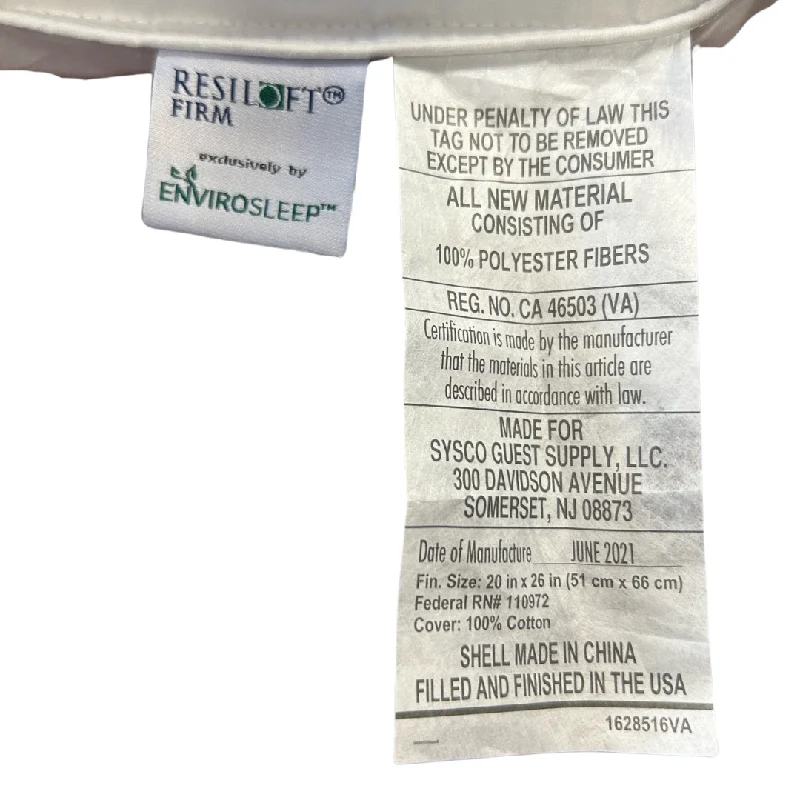 RESILOFT™
FIRM
exclusively by
ENVIROSLEEP™
UNDER PENALTY OF LAW THIS
TAG NOT TO BE REMOVED
EXCEPT BY THE CONSUMER
ALL NEW MATERIAL
CONSISTING OF
100% POLYESTER FIBERS
REG. NO. CA 46503 (VA)
Certification is made by the manufacturer
that the materials in this article are
described in accordance with law.
MADE FOR
SYSCO GUEST SUPPLY, LLC.
300 DAVIDSON AVENUE
SOMERSET, NJ 08873
Date of Manufacture JUNE 2021
Fin. Size: 20 in x 26 in (51 cm x 66 cm)
Federal RN# 110972
Cover: 100% Cotton
SHELL MADE IN CHINA
FILLED AND FINISHED IN THE USA
1628516VA